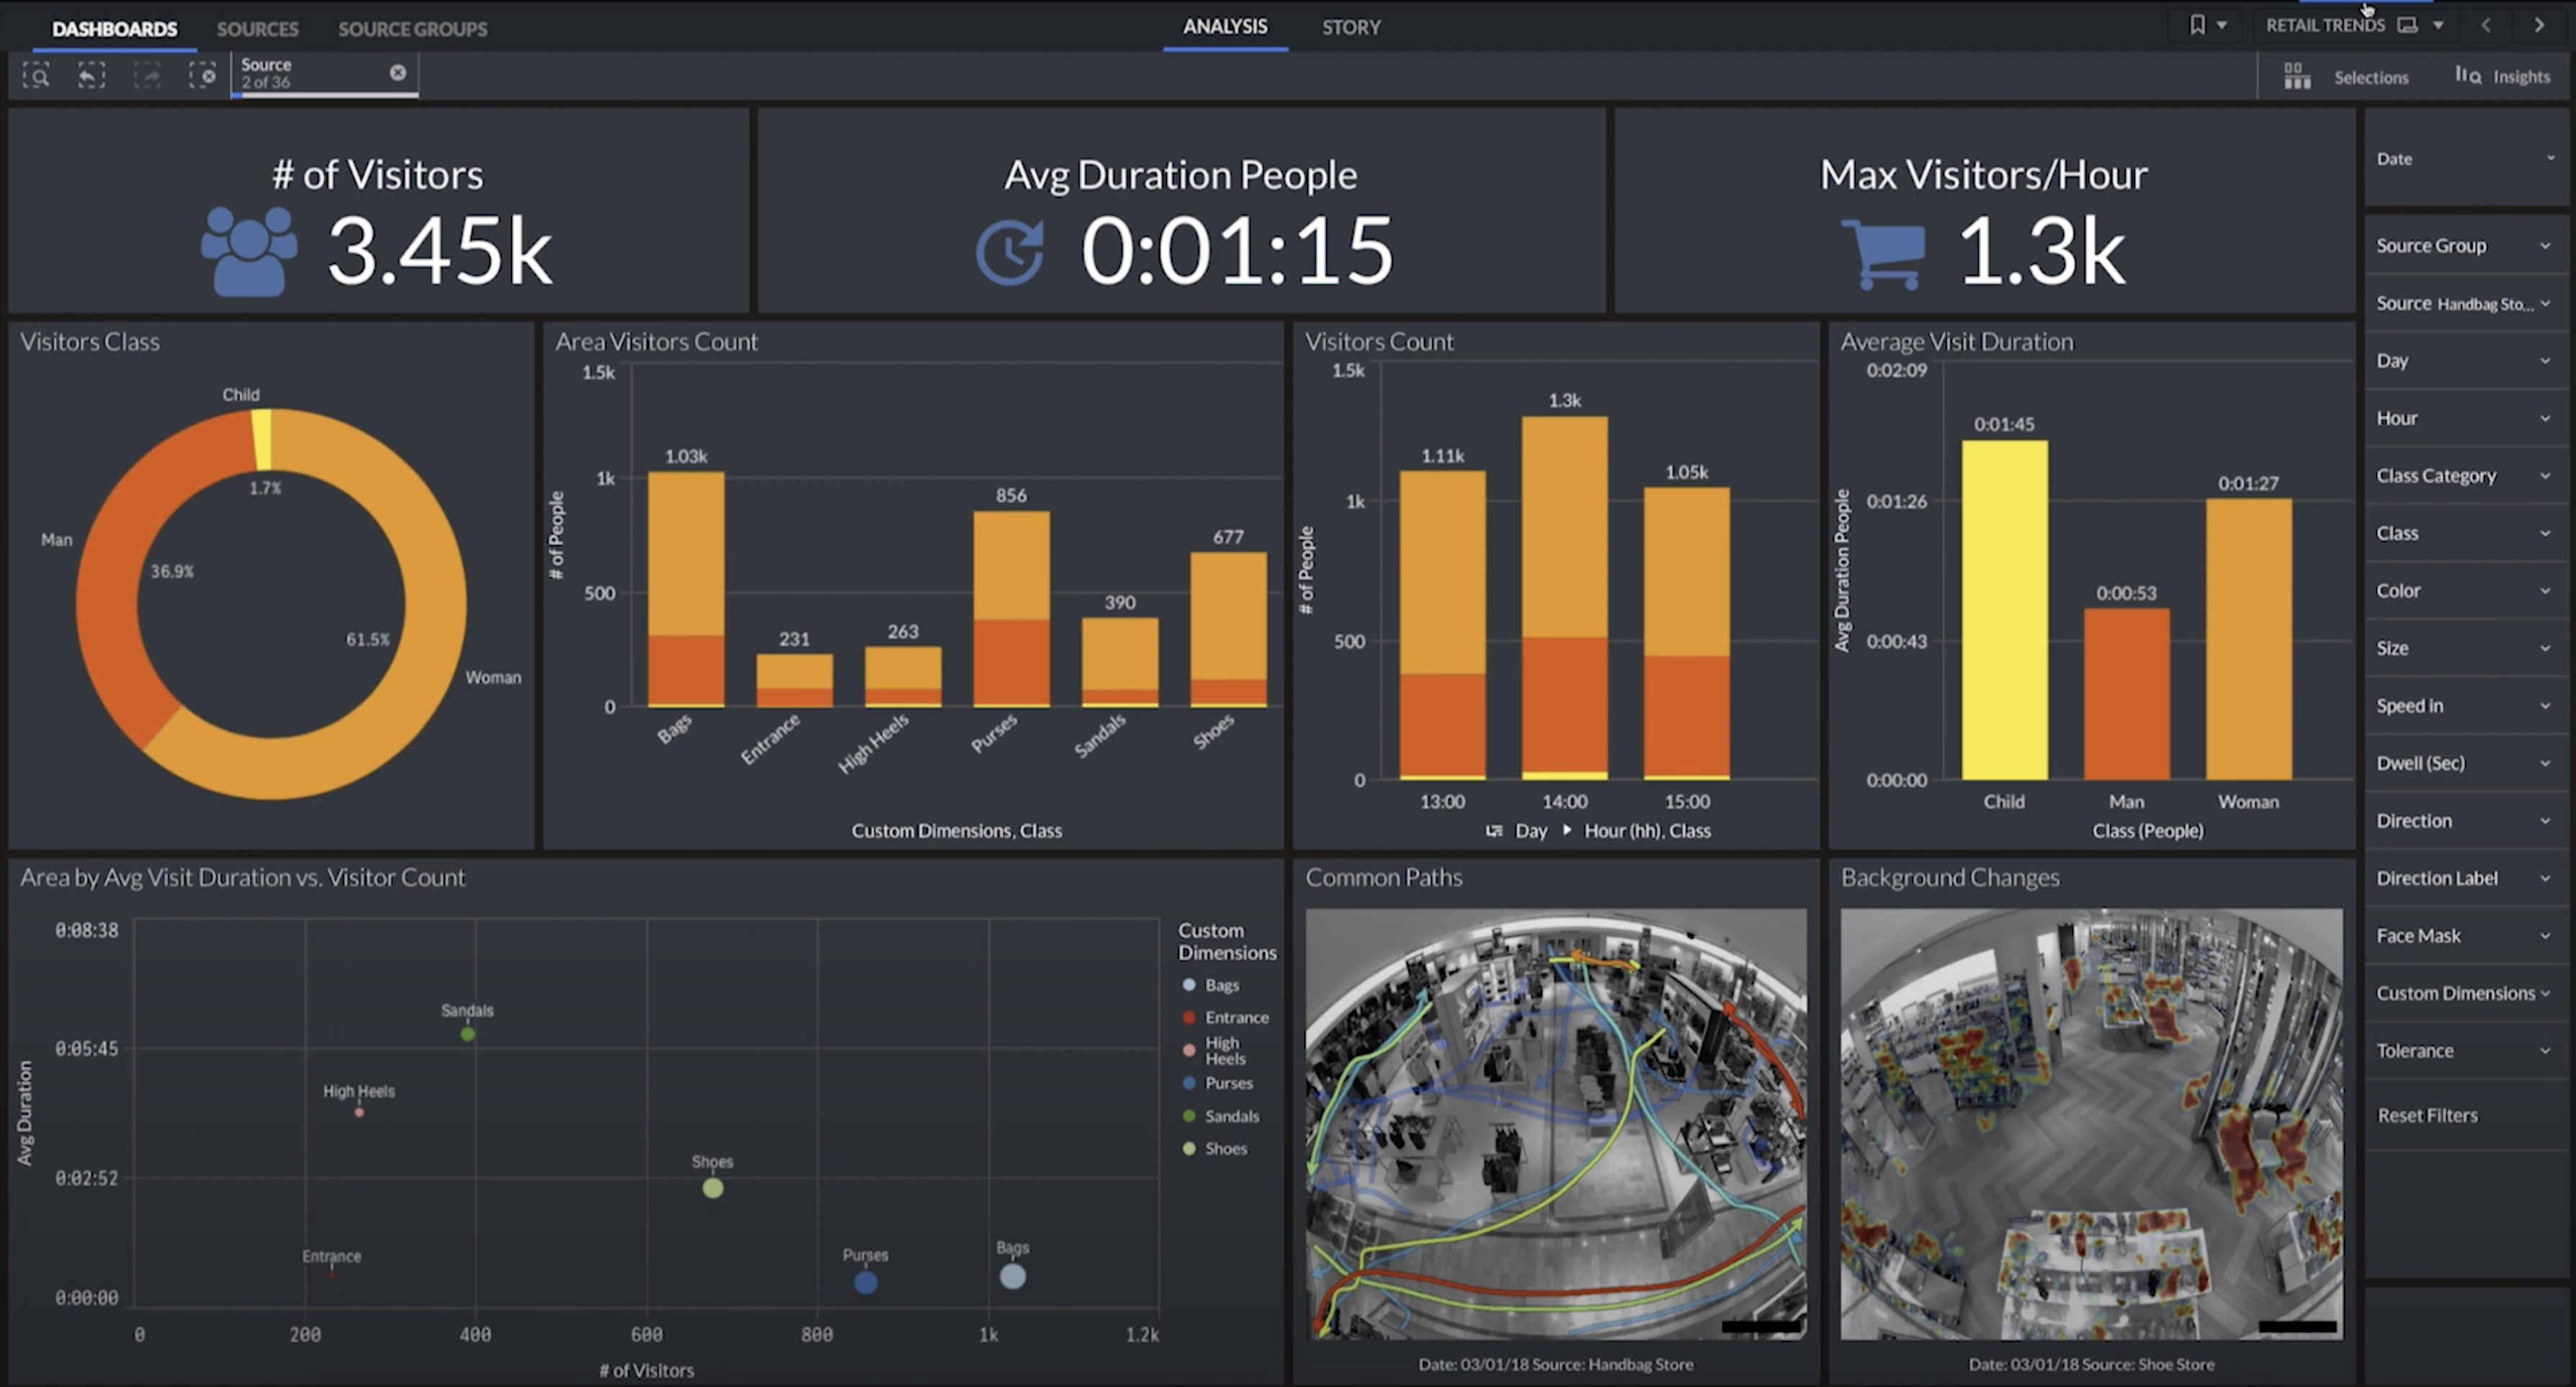 DASHBOARDS SOURCES SOURCE GROUPS ANALYSIS STORY RETAIL TRENDS
Source
2 of 36
Selections Insights
# of Visitors
3.45k
Avg Duration People
0:01:15
Max Visitors/Hour
1.3k
Date
Source Group
Source Handbag Sto...
Day
Hour
Class Category
Class
Color
Size
Speed in
Dwell (Sec)
Direction
Direction Label
Face Mask
Custom Dimensions
Tolerance
Reset Filters
Visitors Class
Child
1.7%
Man
36.9%
61.5%
Woman
Area Visitors Count
# of People
1.5k
1k
500
0
1.03k
231
263
856
390
677
Bags
Entrance
High Heels
Purses
Sandals
Shoes
Custom Dimensions, Class
Visitors Count
# of People
1.5k
1k
500
0
1.11k
1.3k
1.05k
13:00 14:00 15:00
Day Hour (hh), Class
Average Visit Duration
Avg Duration People
0:02:09
0:01:26
0:00:43
0:00:00
0:01:45
0:00:53
0:01:27
Child Man Woman
Class (People)
Area by Avg Visit Duration vs. Visitor Count
Avg Duration
0:08:38
0:05:45
0:02:52
0:00:00
Sandals
High Heels
Shoes
Entrance
Purses
Bags
0 200 400 600 800 1k 1.2k
# of Visitors
Custom
Dimensions
Bags
Entrance
High
Heels
Purses
Sandals
Shoes
Common Paths
Date: 03/01/18 Source: Handbag Store
Background Changes
Date: 03/01/18 Source: Shoe Store